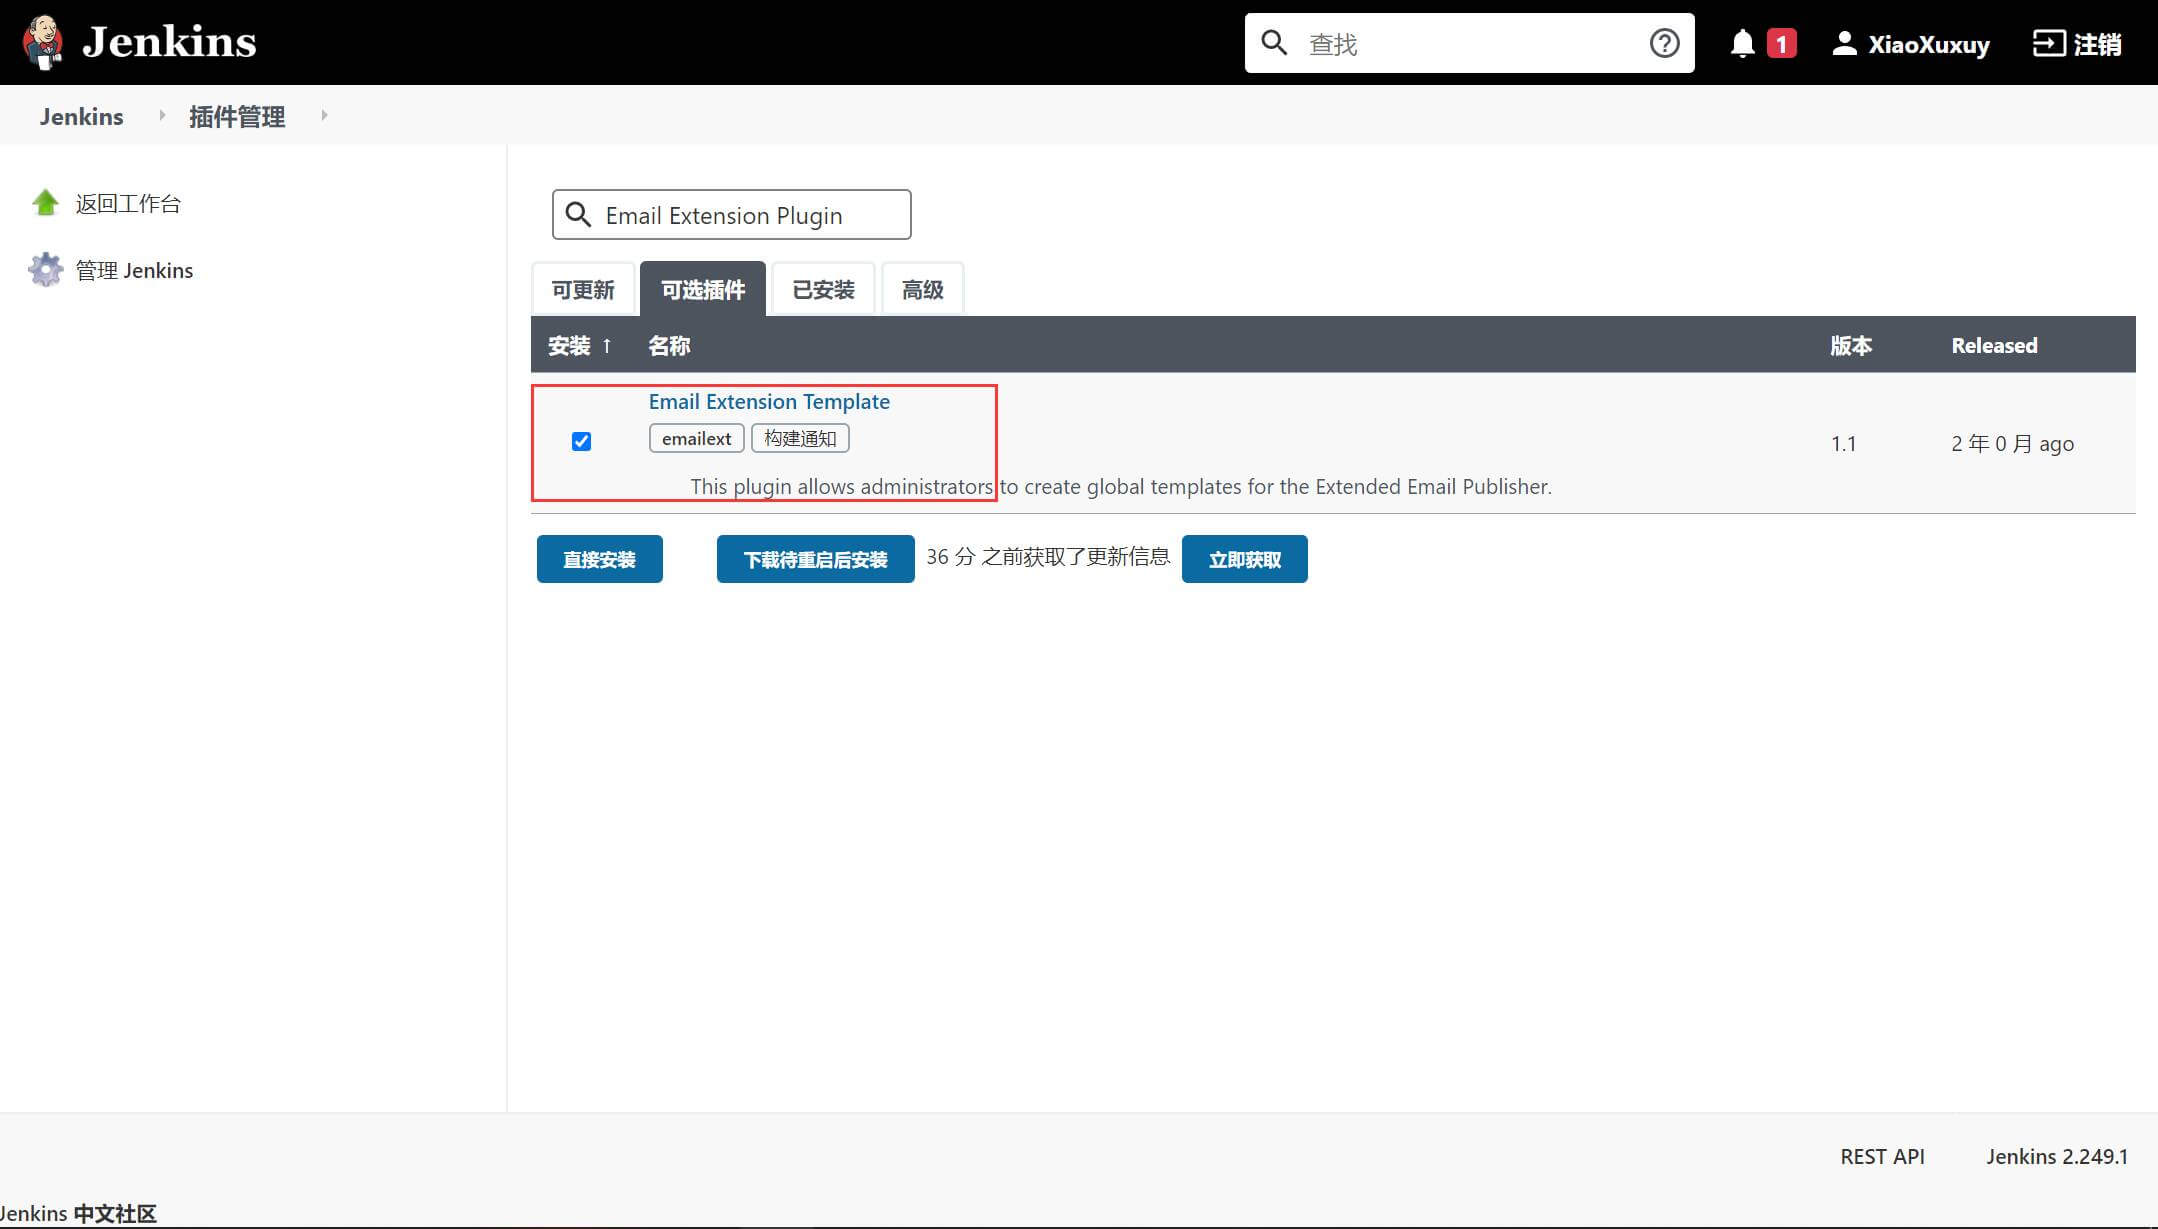 Jenkins
查找
1
XiaoXuxuy
注销
Jenkins
插件管理
返回工作台
管理 Jenkins
Email Extension Plugin
可更新
可选插件
已安装
高级
安装 ↑ 名称 版本 Released
Email Extension Template
emailext 构建通知
1.1 2 年 0 月 ago
This plugin allows administrators to create global templates for the Extended Email Publisher.
直接安装 下载待重启后安装 36 分 之前获取了更新信息 立即获取
REST API Jenkins 2.249.1
Jenkins 中文社区